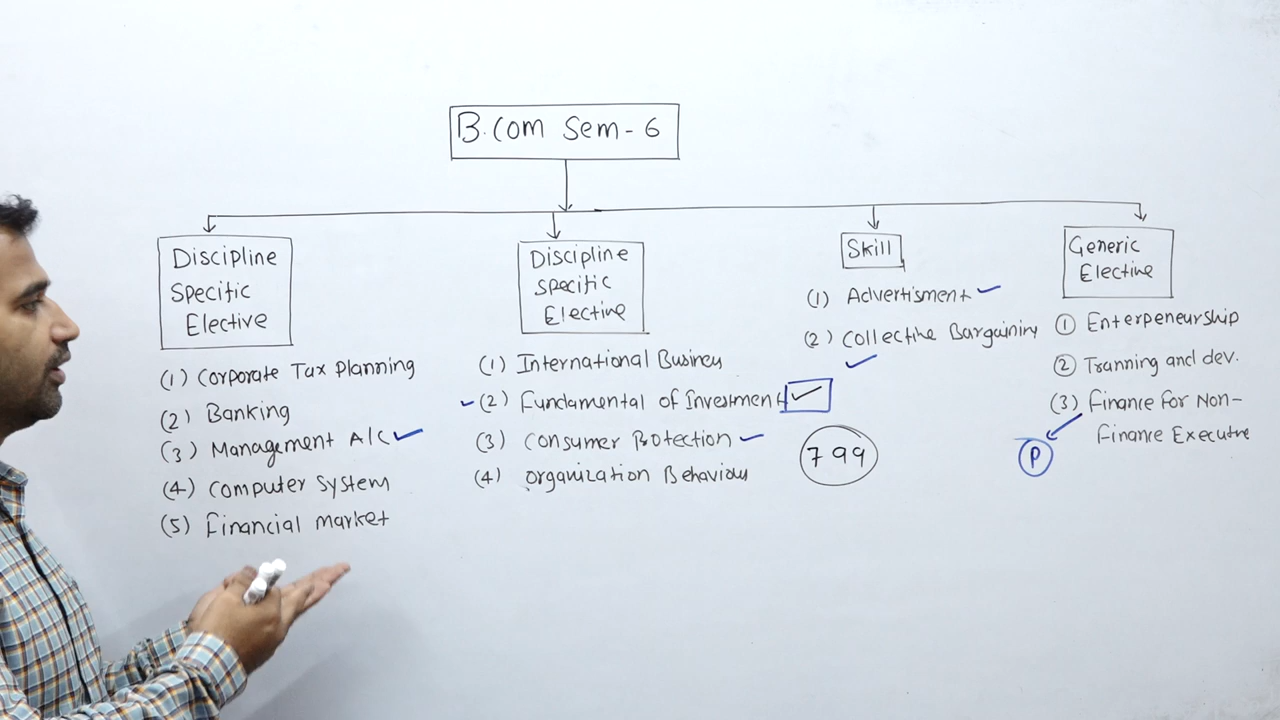 B.Com Sem-6
Discipline
Specific
Elective
(1) Corporate Tax Planning
(2) Banking
(3) Management A/C ✓
(4) Computer System
(5) Financial market
Discipline
Specific
Elective
(1) International Busines
✓ (2) Fundamental of Investment ✓
(3) Consumer Protection ✓
(4) Organization Behaviour
799
Skill
(1) Advertisment ✓
(2) Collective Bargaining
✓
Generic
Elective
① Enterpeneurship
② Tranning and dev.
(3) Finance For Non-
Finance Executive
P